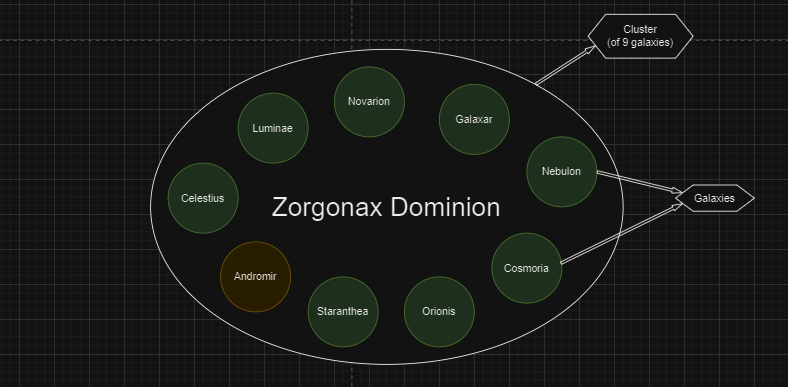 Cluster
(of 9 galaxies)
Novarion
Galaxar
Luminae
Nebulon
Celestius
Galaxies
Zorgonax Dominion
Cosmoria
Andromir
Staranthea
Orionis